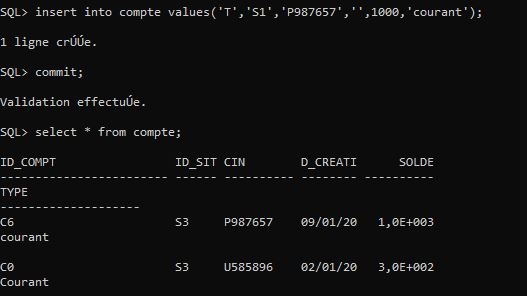 SQL> insert into compte values('T','S1','P987657','',1000,'courant');
1 ligne crÚÚe.
SQL> commit;
Validation effectuÚe.
SQL> select * from compte;
ID_COMPT ID_SIT CIN D_CREATI SOLDE
------------------------ ------ ---------- -------- ----------
TYPE
--------------------
C6 S3 P987657 09/01/20 1,0E+003
courant
C0 S3 U585896 02/01/20 3,0E+002
Courant